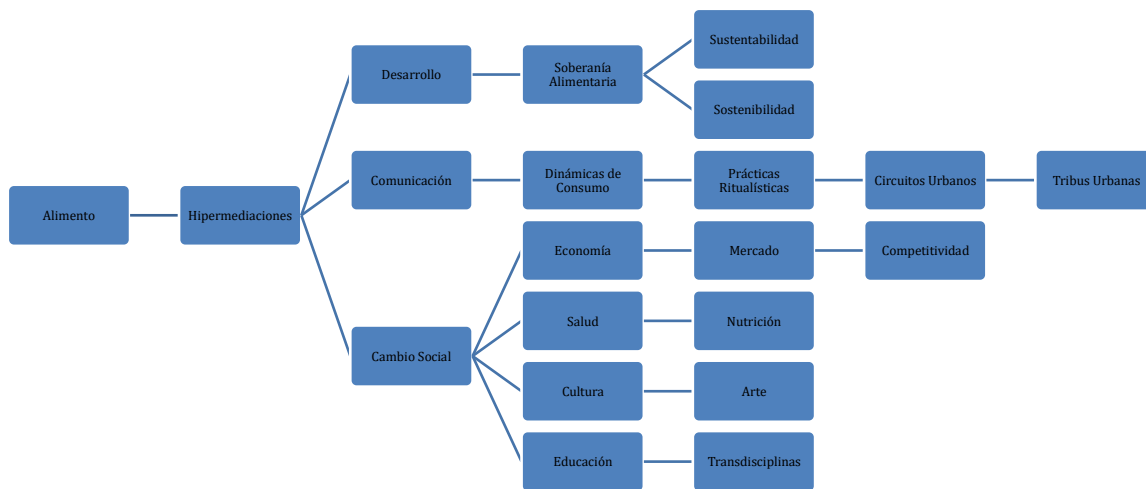 Sustentabilidad
Desarrollo
Soberanía
Alimentaria
Sostenibilidad
Comunicación
Dinámicas de
Consumo
Prácticas
Ritualísticas
Circuitos Urbanos
Tribus Urbanas
Alimento
Hipermediaciones
Economía
Mercado
Competitividad
Salud
Nutrición
Cambio Social
Cultura
Arte
Educación
Transdisciplinas